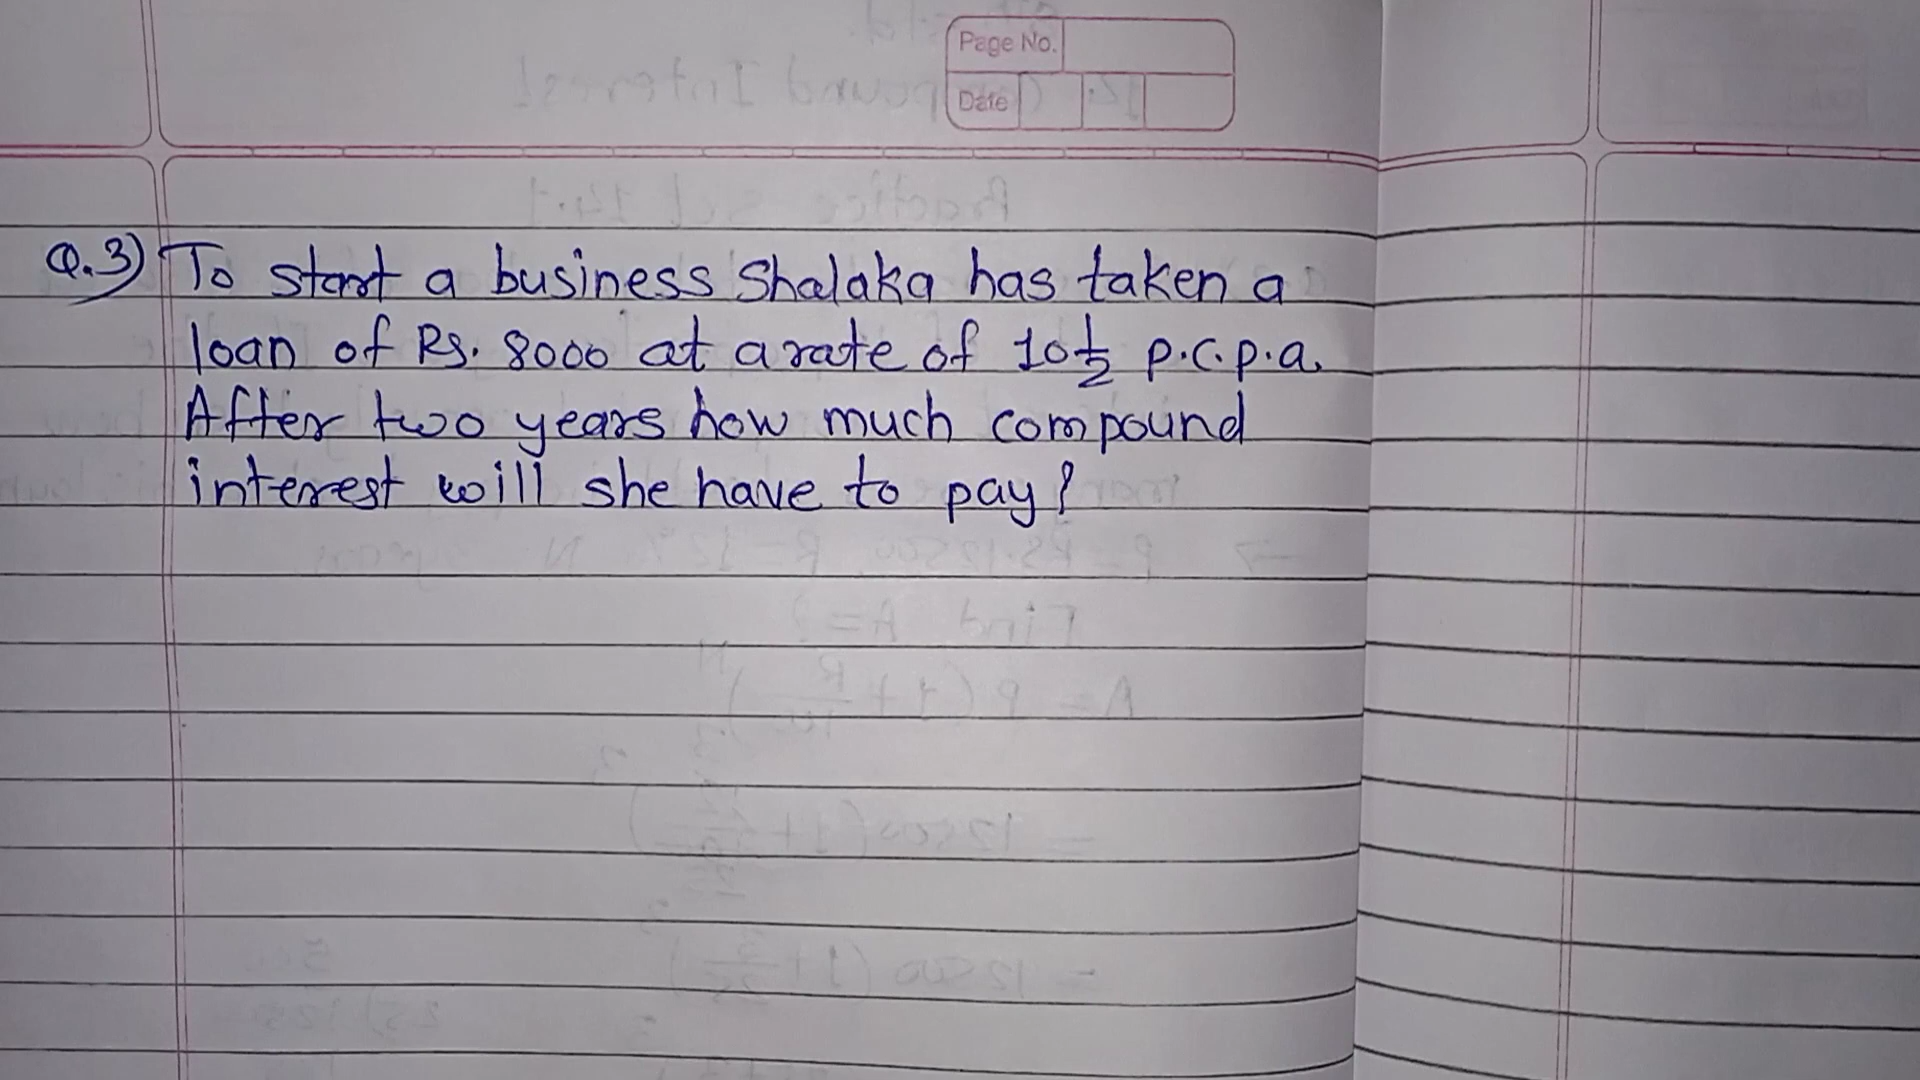 Page No.
Date
Q.3) To start a business Shalaka has taken a
loan of Rs. 8000 at a rate of 10½ p.c.p.a.
After two years how much compound
interest will she have to pay?